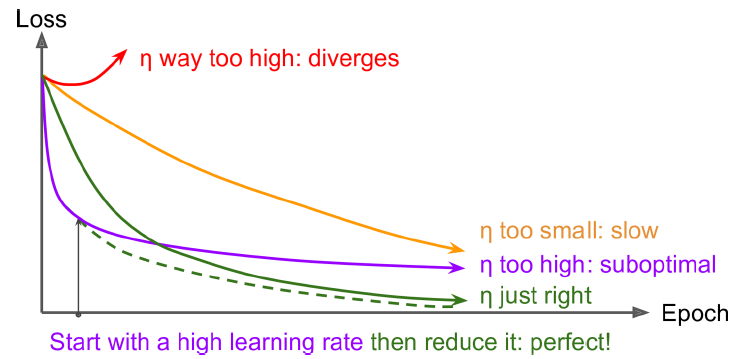 Loss
η way too high: diverges
η too small: slow
η too high: suboptimal
η just right
Epoch
Start with a high learning rate then reduce it: perfect!